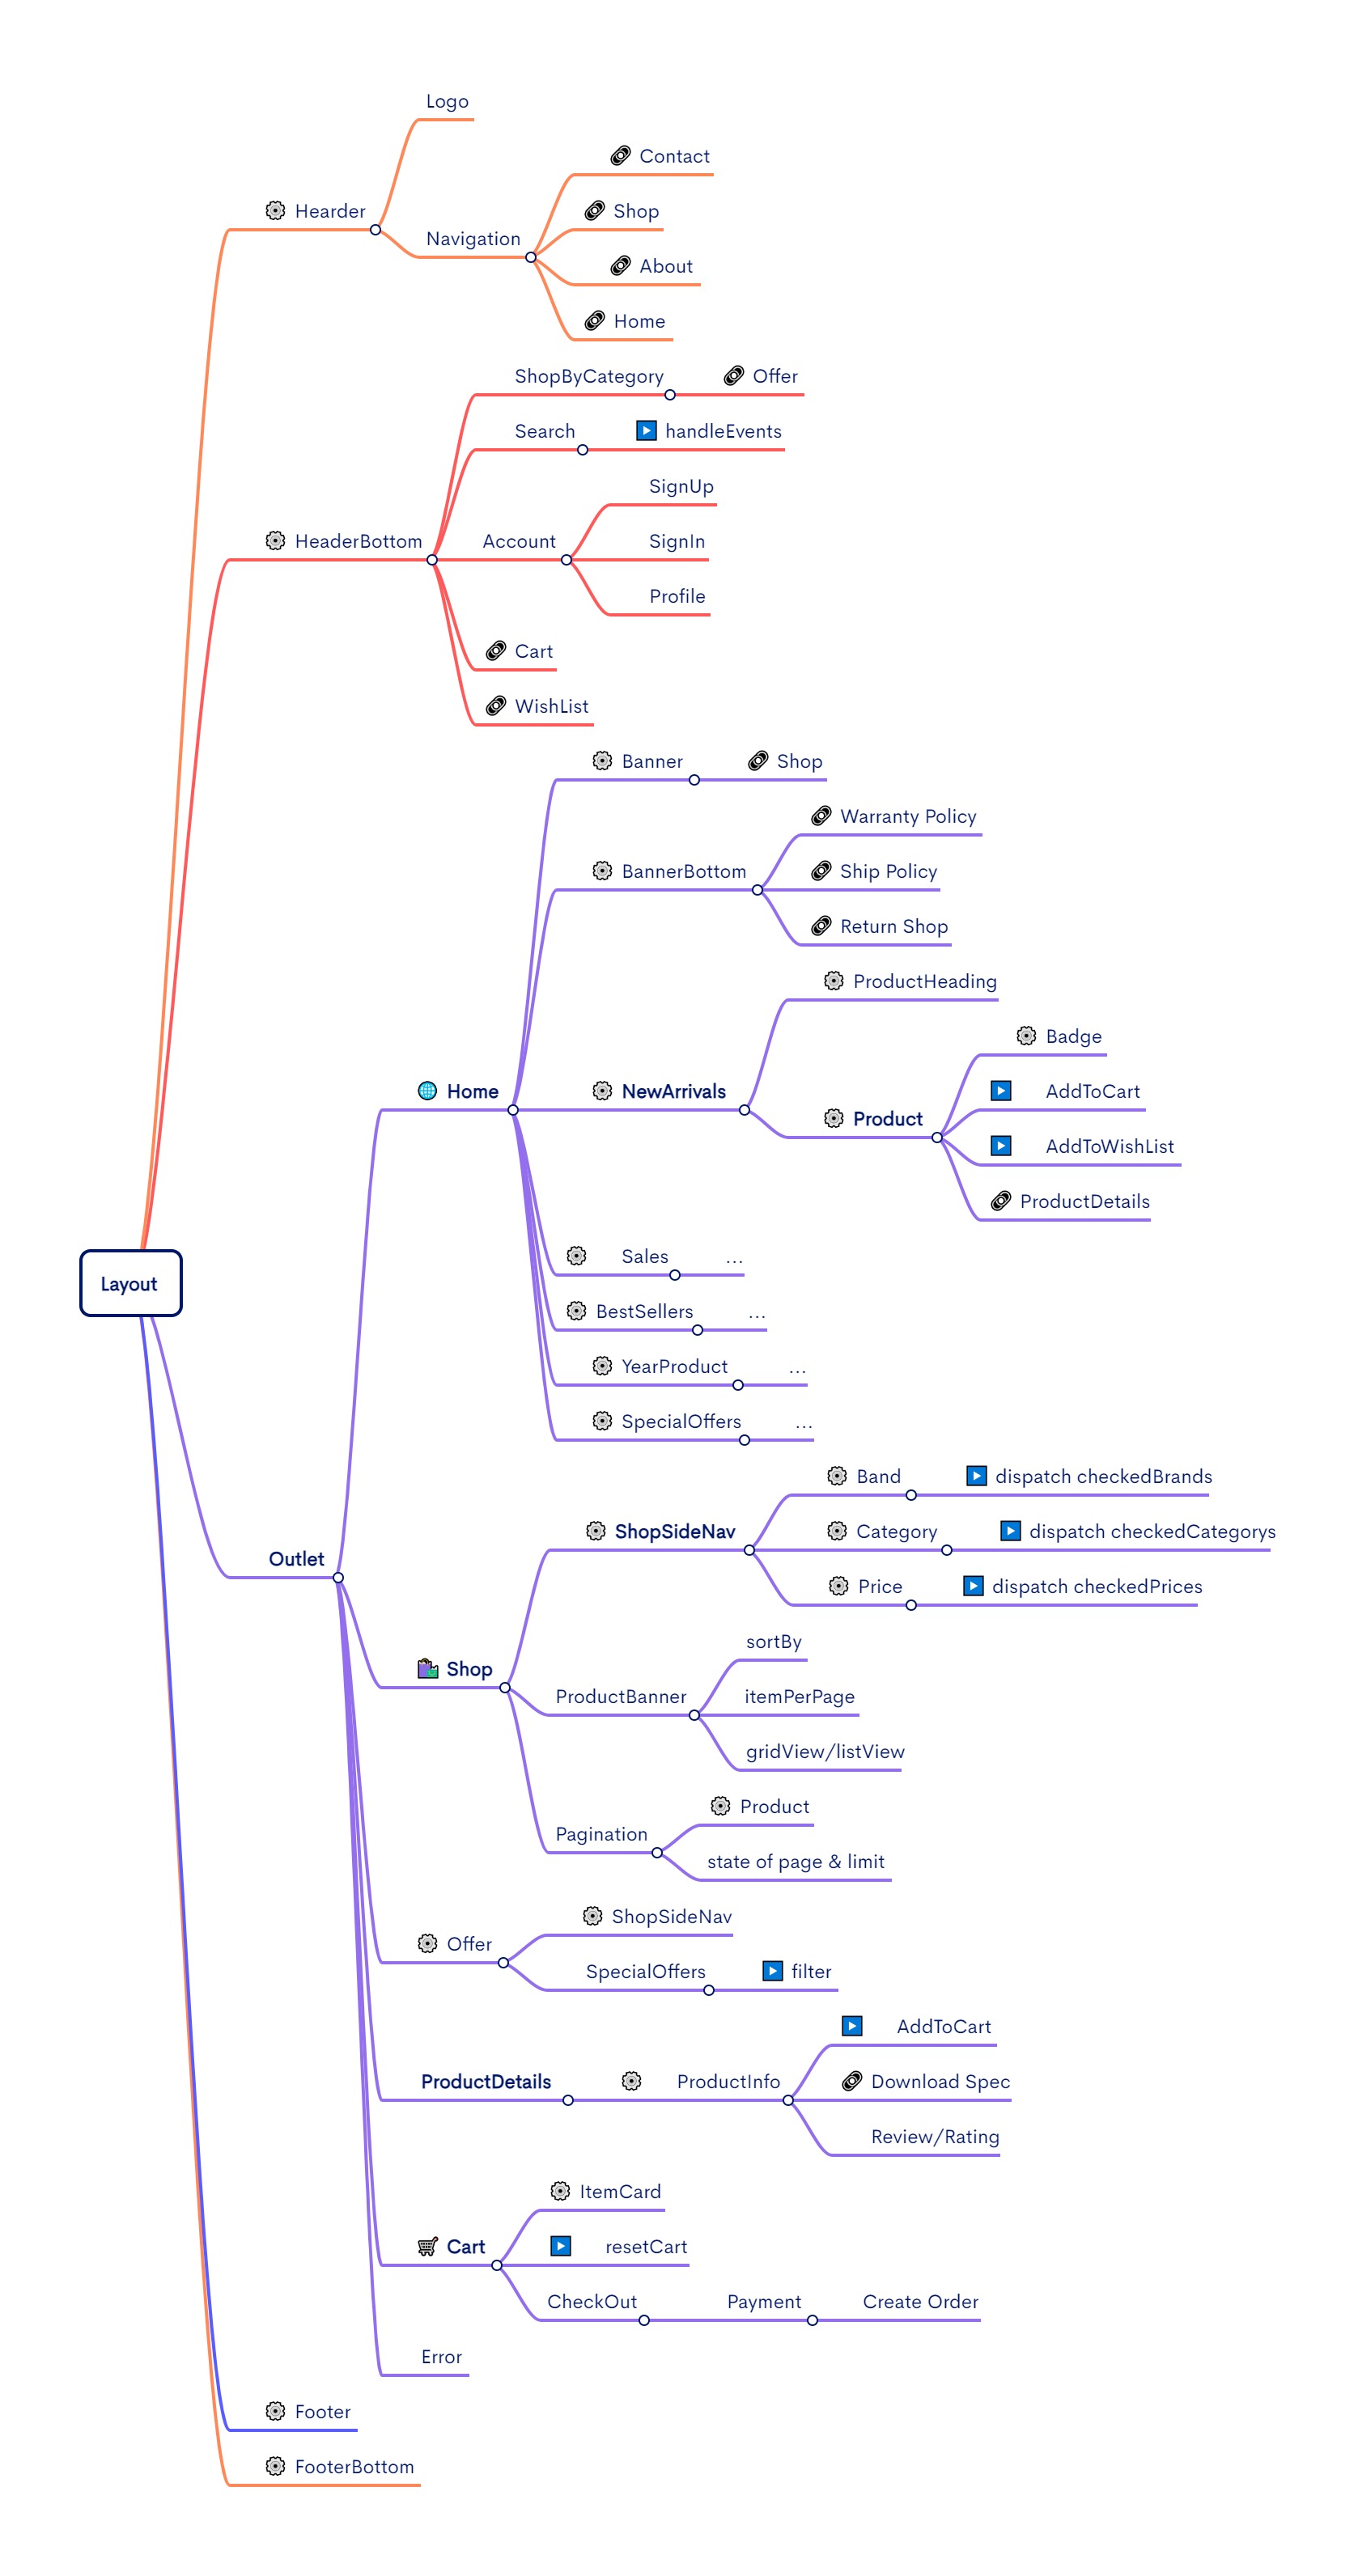 Logo
Contact
Hearder
Shop
Navigation
About
Home
ShopByCategory
Offer
Search
handleEvents
SignUp
HeaderBottom
Account
SignIn
Profile
Cart
WishList
Banner
Shop
Warranty Policy
BannerBottom
Ship Policy
Return Shop
ProductHeading
Badge
Home
NewArrivals
AddToCart
Product
AddToWishList
ProductDetails
Sales
...
Layout
BestSellers
...
YearProduct
...
SpecialOffers
...
Band
dispatch checkedBrands
ShopSideNav
Category
dispatch checkedCategorys
Outlet
Price
dispatch checkedPrices
sortBy
Shop
ProductBanner
itemPerPage
gridView/listView
Product
Pagination
state of page & limit
ShopSideNav
Offer
SpecialOffers
filter
AddToCart
ProductDetails
ProductInfo
Download Spec
Review/Rating
ItemCard
Cart
resetCart
CheckOut
Payment
Create Order
Error
Footer
FooterBottom